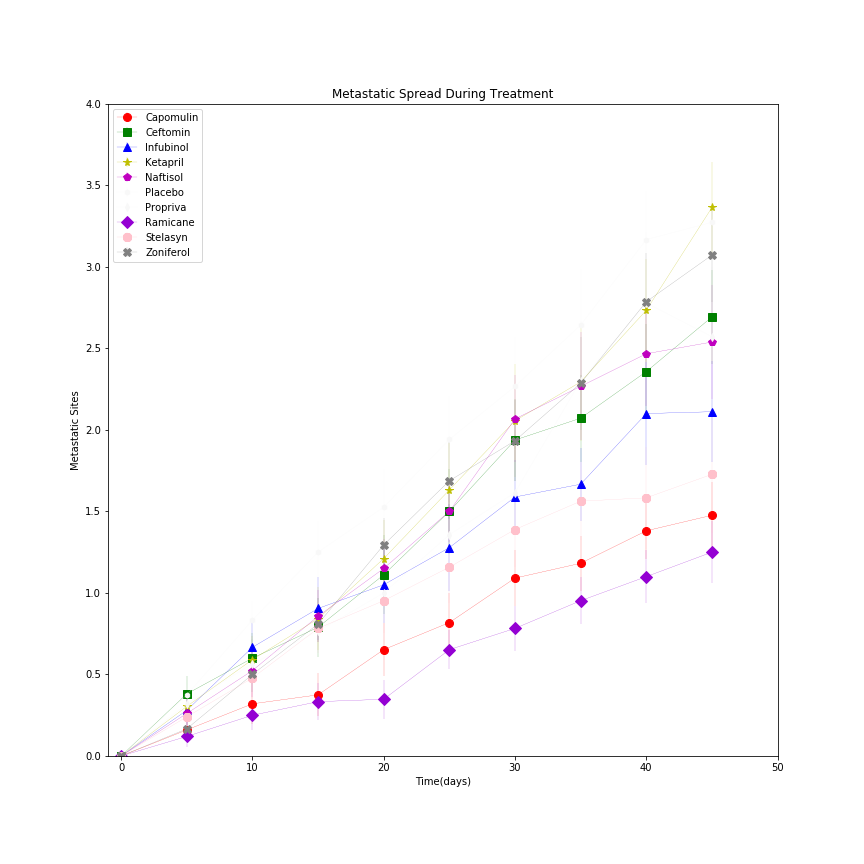 Metastatic Spread During Treatment
4.0
3.5
3.0
2.5
2.0
1.5
1.0
0.5
0.0
Metastatic Sites
Capomulin
Ceftomin
Infubinol
Ketapril
Naftisol
Placebo
Propriva
Ramicane
Stelasyn
Zoniferol
0 10 20 30 40 50
Time(days)